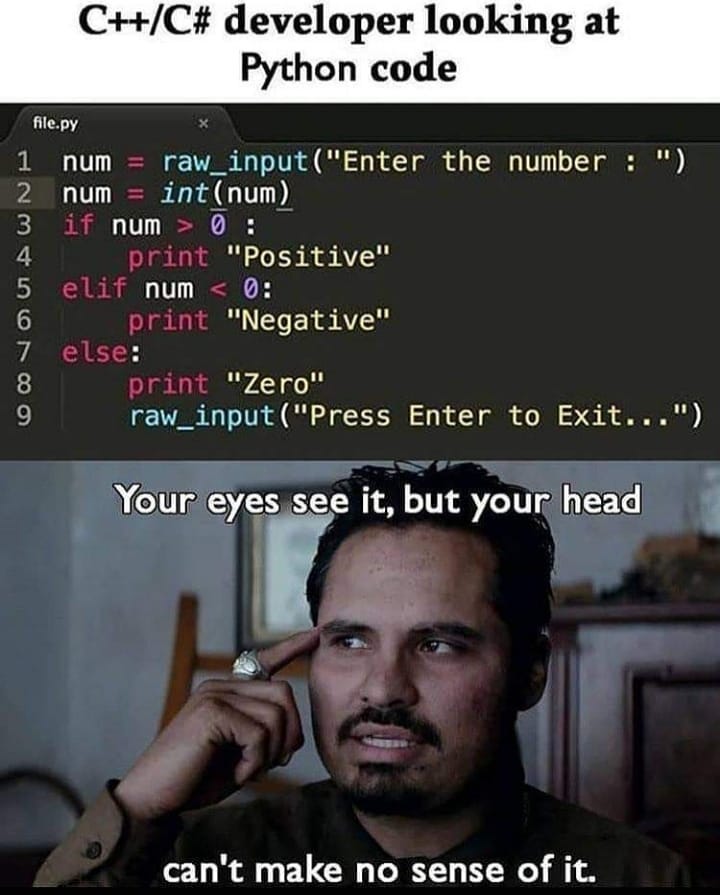 C++/C# developer looking at
Python code
file.py ×
1 num = raw_input("Enter the number : ")
2 num = int(num)
3 if num > 0 :
4 print "Positive"
5 elif num < 0:
6 print "Negative"
7 else:
8 print "Zero"
9 raw_input("Press Enter to Exit...")
Your eyes see it, but your head
can't make no sense of it.